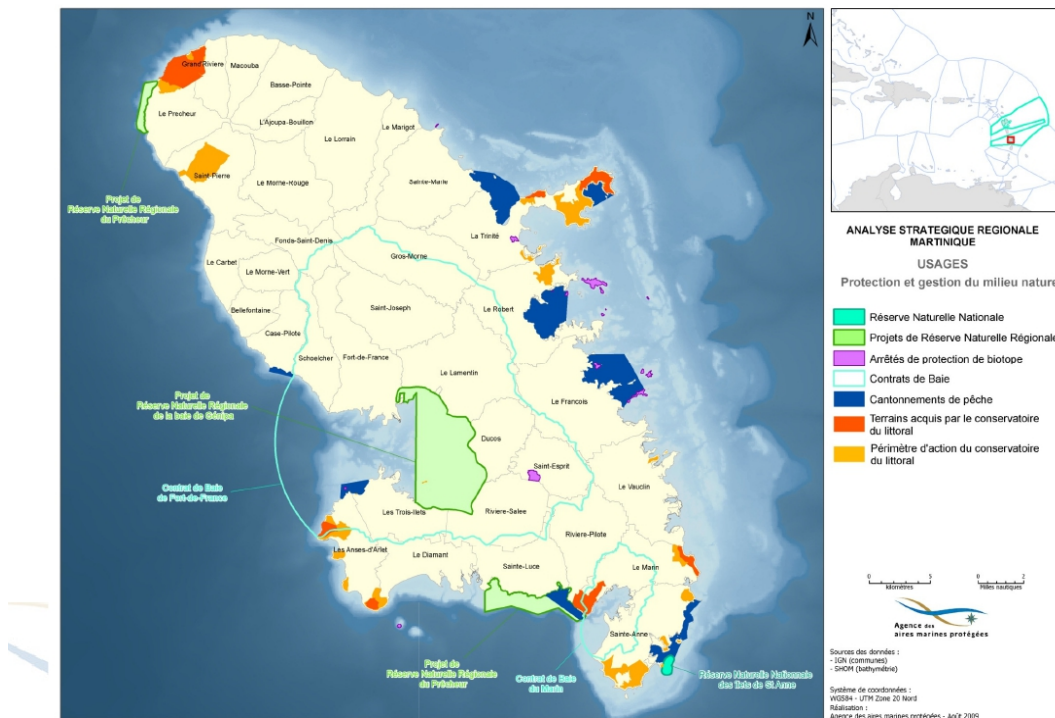 N
Grand'Rivière
Macouba
Basse-Pointe
Le Precheur
L'Ajoupa-Bouillon
Le Lorrain
Le Marigot
Saint-Pierre
Le Morne-Rouge
Sainte-Marie
Projet de
Réserve Naturelle Régionale
du Prêcheur
La Trinité
Fonds-Saint-Denis
Gros-Morne
Le Carbet
Le Morne-Vert
Bellefontaine
Saint-Joseph
Le Robert
Case-Pilote
Schoelcher
Fort-de-France
Le Lamentin
Projet de
Réserve Naturelle Régionale
de la baie de Génipa
Le François
Ducos
Saint-Esprit
Contrat de Baie
de Fort-de-France
Le Vauclin
Les Trois-Ilets
Riviere-Salee
Riviere-Pilote
Les Anses-d'Arlet
Le Diamant
Sainte-Luce
Le Marin
Sainte-Anne
Projet de
Réserve Naturelle Régionale
du Prêcheur
Contrat de Baie
du Marin
Réserve Naturelle Nationale
des Ilets de St Anne
ANALYSE STRATEGIQUE REGIONALE
MARTINIQUE
USAGES
Protection et gestion du milieu nature
Réserve Naturelle Nationale
Projets de Réserve Naturelle Régionale
Arrêtés de protection de biotope
Contrats de Baie
Cantonnements de pêche
Terrains acquis par le conservatoire
du littoral
Périmètre d'action du conservatoire
du littoral
0 5 0 2
kilomètres Milles nautiques
Agence des
aires marines protégées
Sources des données :
- IGN (communes)
- SHOM (bathymétrie)
Système de coordonnées :
WGS84 - UTM Zone 20 Nord
Réalisation :
Agence des aires marines protégées - Août 2009